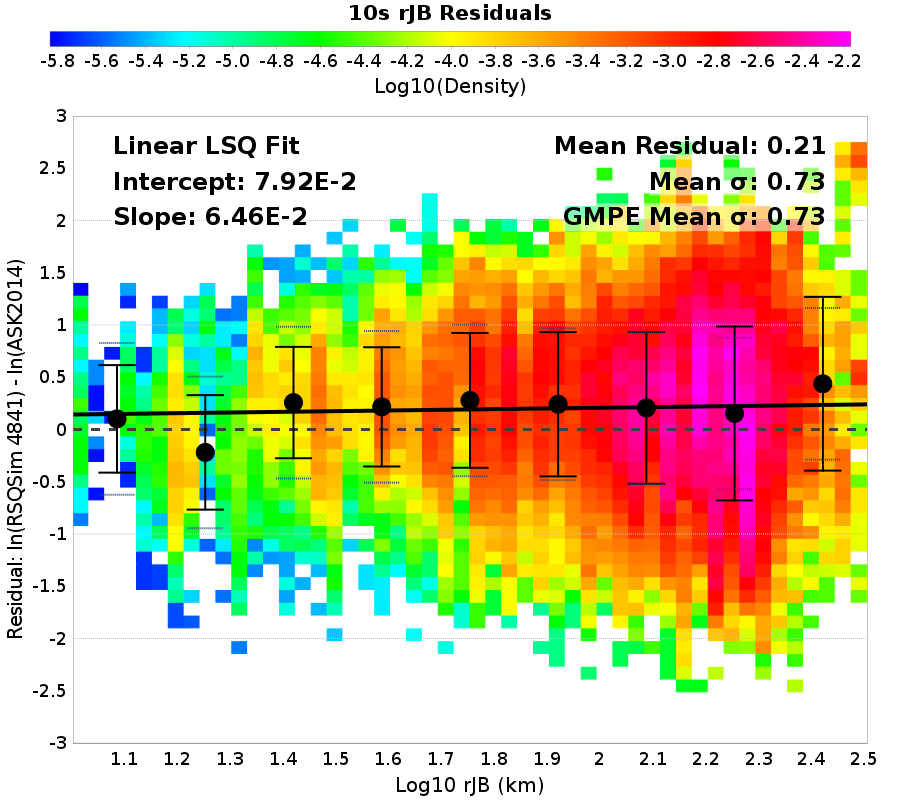 10s rJB Residuals
-5.8 -5.6 -5.4 -5.2 -5.0 -4.8 -4.6 -4.4 -4.2 -4.0 -3.8 -3.6 -3.4 -3.2 -3.0 -2.8 -2.6 -2.4 -2.2
Log10(Density)
Linear LSQ Fit
Intercept: 7.92E-2
Slope: 6.46E-2
Mean Residual: 0.21
Mean σ: 0.73
GMPE Mean σ: 0.73
Residual: ln(RSQSim 4841) - ln(ASK2014)
3
2.5
2
1.5
1
0.5
0
-0.5
-1
-1.5
-2
-2.5
-3
1.1 1.2 1.3 1.4 1.5 1.6 1.7 1.8 1.9 2 2.1 2.2 2.3 2.4 2.5
Log10 rJB (km)